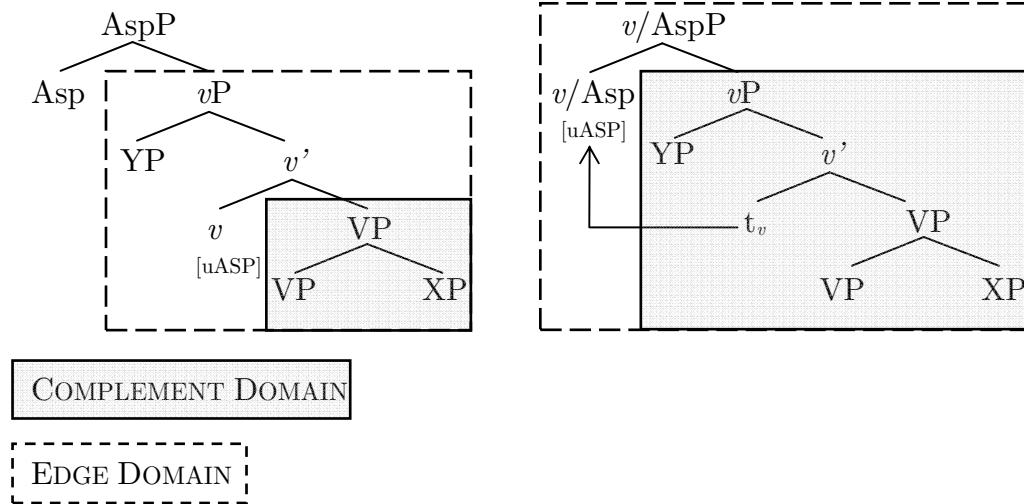 AspP
Asp
vP
YP
v'
v
VP
[uASP]
VP
XP
v/AspP
v/Asp
vP
[uASP]
YP
v'
tv
VP
VP
XP
COMPLEMENT DOMAIN
EDGE DOMAIN